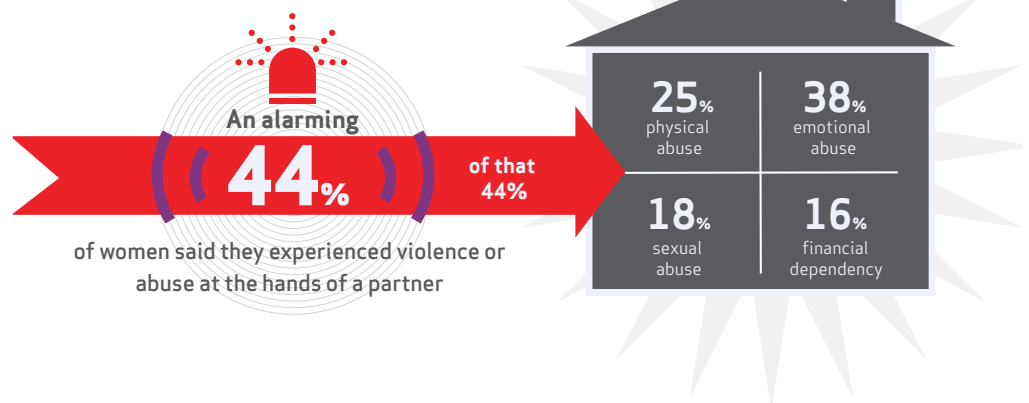 An alarming
44%
of women said they experienced violence or
abuse at the hands of a partner
of that
44%
25%
physical
abuse
38%
emotional
abuse
18%
sexual
abuse
16%
financial
dependency